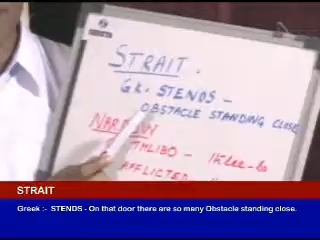 STRAIT.
GK. STENOS -
OBSTACLE STANDING CLOSE
NARROW
THLIBO - 
AFFLICTED
STRAIT
Greek :- STENDS - On that door there are so many Obstacle standing close.